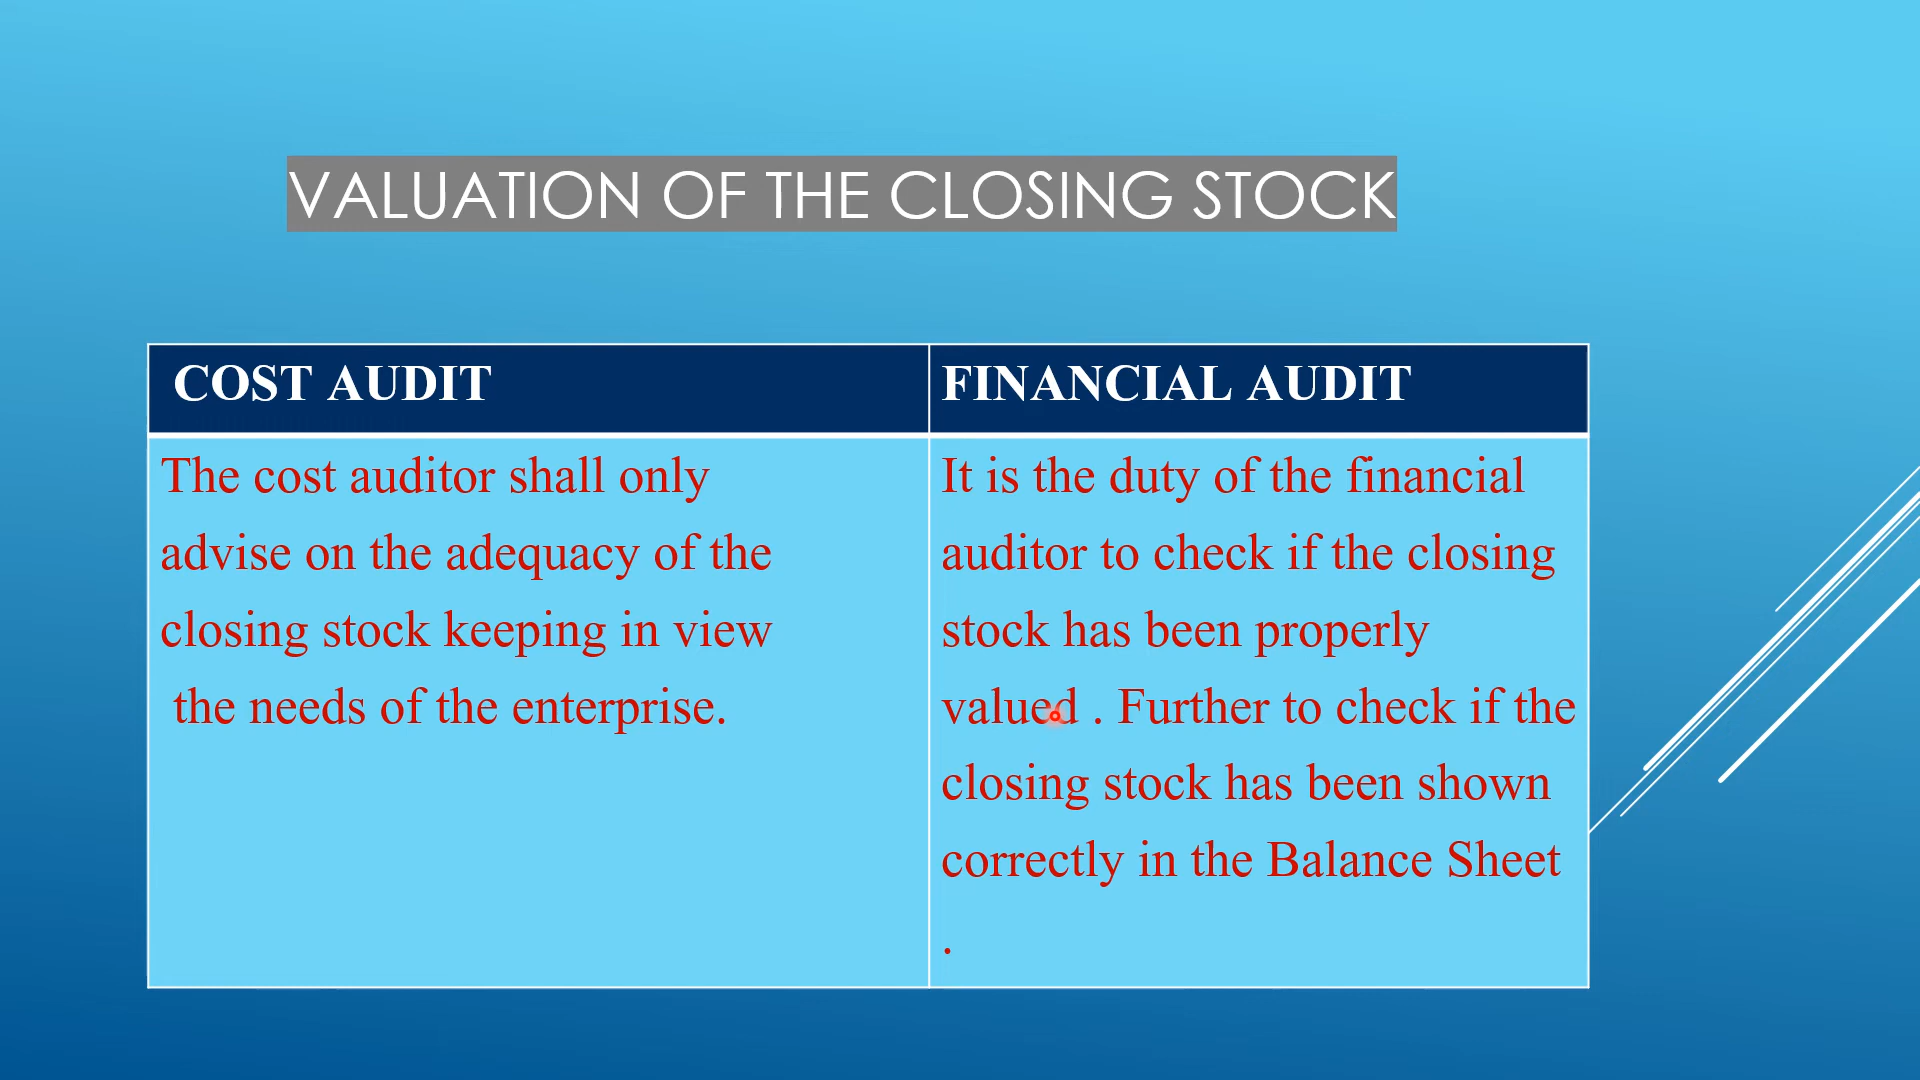 VALUATION OF THE CLOSING STOCK
COST AUDIT
The cost auditor shall only
advise on the adequacy of the
closing stock keeping in view
the needs of the enterprise.
FINANCIAL AUDIT
It is the duty of the financial
auditor to check if the closing
stock has been properly
valued . Further to check if the
closing stock has been shown
correctly in the Balance Sheet
.